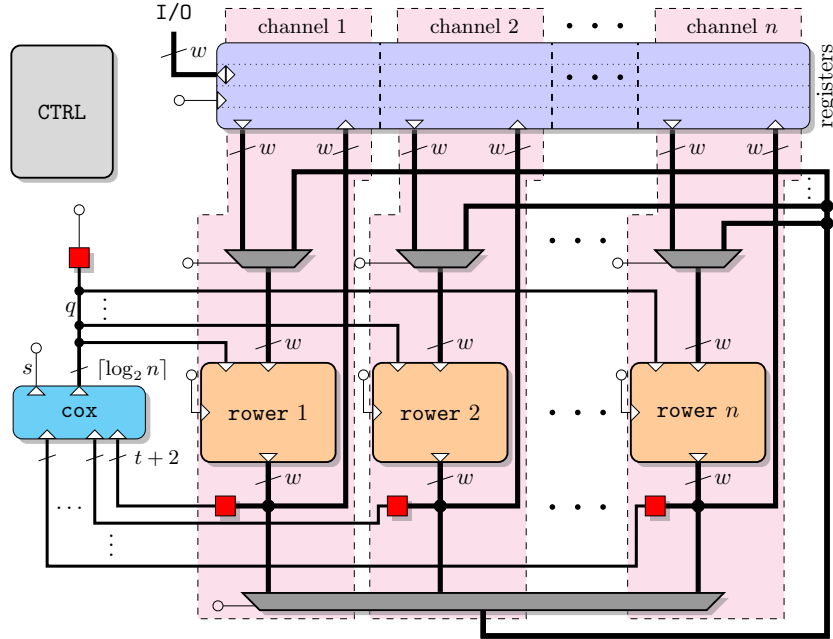 I/O
w
channel 1
channel 2
channel n
registers
CTRL
w
w
w
w
w
w
q
s
⌈log₂ n⌉
w
w
w
cox
rower 1
rower 2
rower n
t + 2
w
w
w